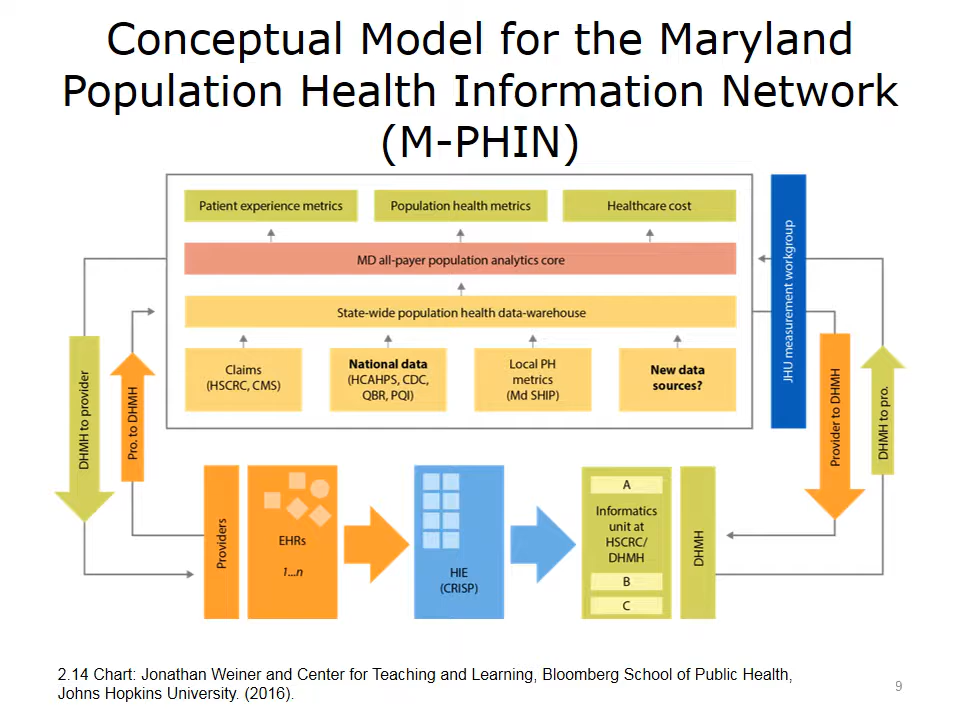 Conceptual Model for the Maryland
Population Health Information Network
(M-PHIN)
Patient experience metrics
Population health metrics
Healthcare cost
MD all-payer population analytics core
State-wide population health data-warehouse
Claims
(HSCRC, CMS)
National data
(HCAHPS, CDC,
QBR, PQI)
Local PH
metrics
(Md SHIP)
New data
sources?
JHU measurement workgroup
DHMH to provider
Pro. to DHMH
Provider to DHMH
DHMH to pro.
Providers
EHRs
1...n
HIE
(CRISP)
A
Informatics
unit at
HSCRC/
DHMH
B
C
DHMH
2.14 Chart: Jonathan Weiner and Center for Teaching and Learning, Bloomberg School of Public Health,
Johns Hopkins University. (2016).
9